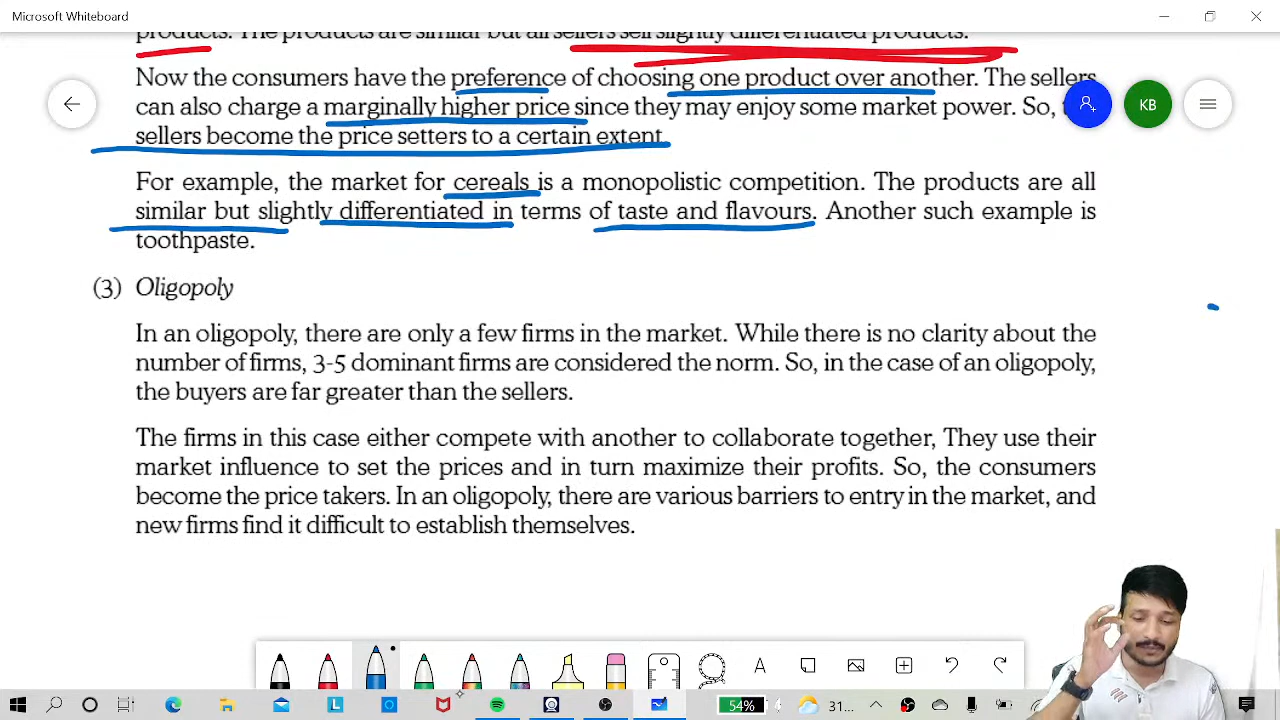 Microsoft Whiteboard
products. The products are similar but all sellers sell slightly differentiated products.
Now the consumers have the preference of choosing one product over another. The sellers
can also charge a marginally higher price since they may enjoy some market power. So,
KB
sellers become the price setters to a certain extent.
For example, the market for cereals is a monopolistic competition. The products are all
similar but slightly differentiated in terms of taste and flavours. Another such example is
toothpaste.
(3) Oligopoly
In an oligopoly, there are only a few firms in the market. While there is no clarity about the
number of firms, 3-5 dominant firms are considered the norm. So, in the case of an oligopoly,
the buyers are far greater than the sellers.
The firms in this case either compete with another to collaborate together, They use their
market influence to set the prices and in turn maximize their profits. So, the consumers
become the price takers. In an oligopoly, there are various barriers to entry in the market, and
new firms find it difficult to establish themselves.
A
L
54%
31...